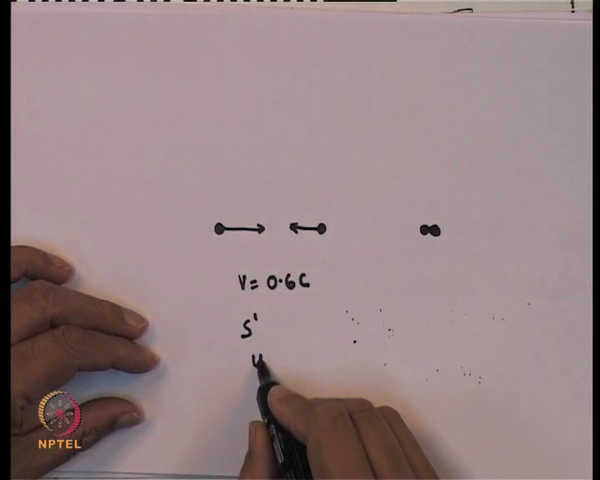 V = 0.6C
S'
u
NPTEL